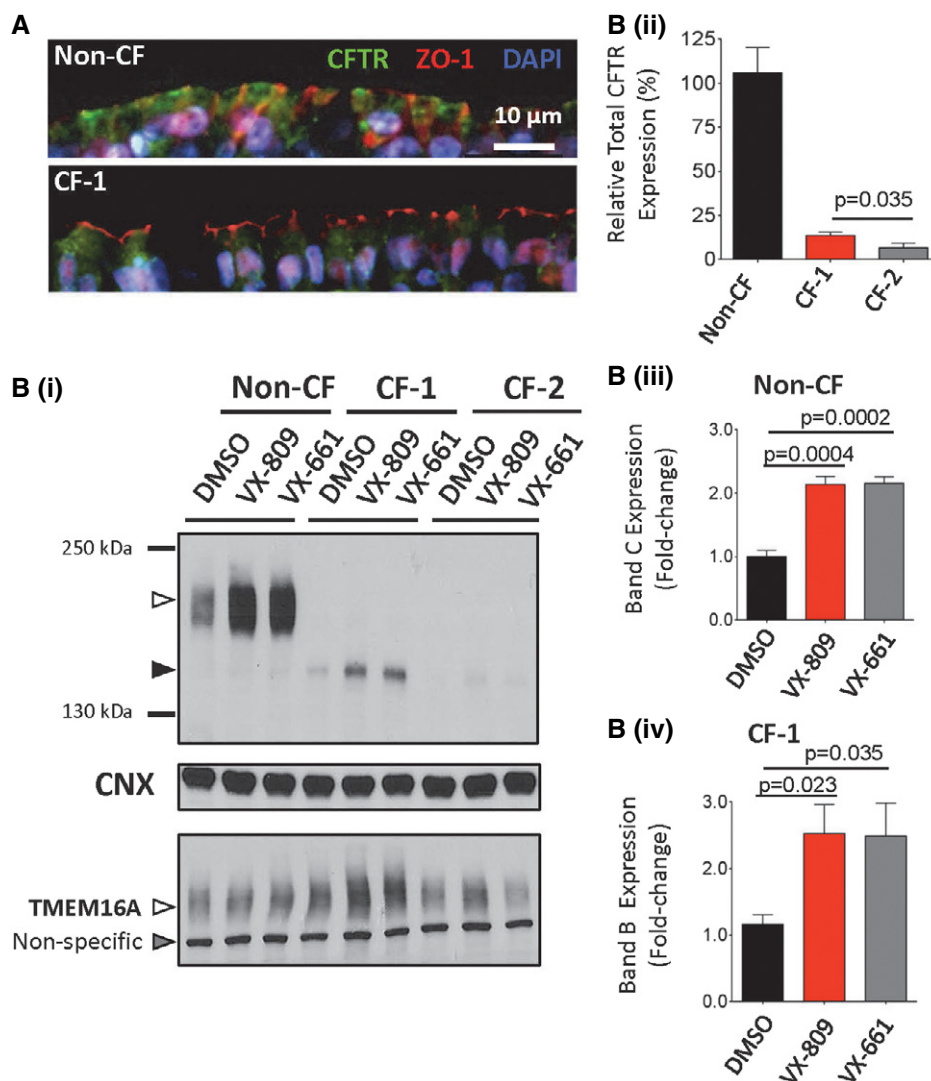 A
Non-CF CFTR ZO-1 DAPI
10 µm
CF-1
B (ii)
Relative Total CFTR
Expression (%)
125
100
75
50
25
0
p=0.035
Non-CF
CF-1
CF-2
B (i)
Non-CF CF-1 CF-2
DMSO
VX-809
VX-661
DMSO
VX-809
VX-661
DMSO
VX-809
VX-661
250 kDa
130 kDa
CNX
TMEM16A
Non-specific
B (iii)
Non-CF
Band C Expression
(Fold-change)
3.0
2.0
1.0
0.0
p=0.0002
p=0.0004
DMSO
VX-809
VX-661
B (iv)
CF-1
Band B Expression
(Fold-change)
3.0
2.0
1.0
0.0
p=0.035
p=0.023
DMSO
VX-809
VX-661